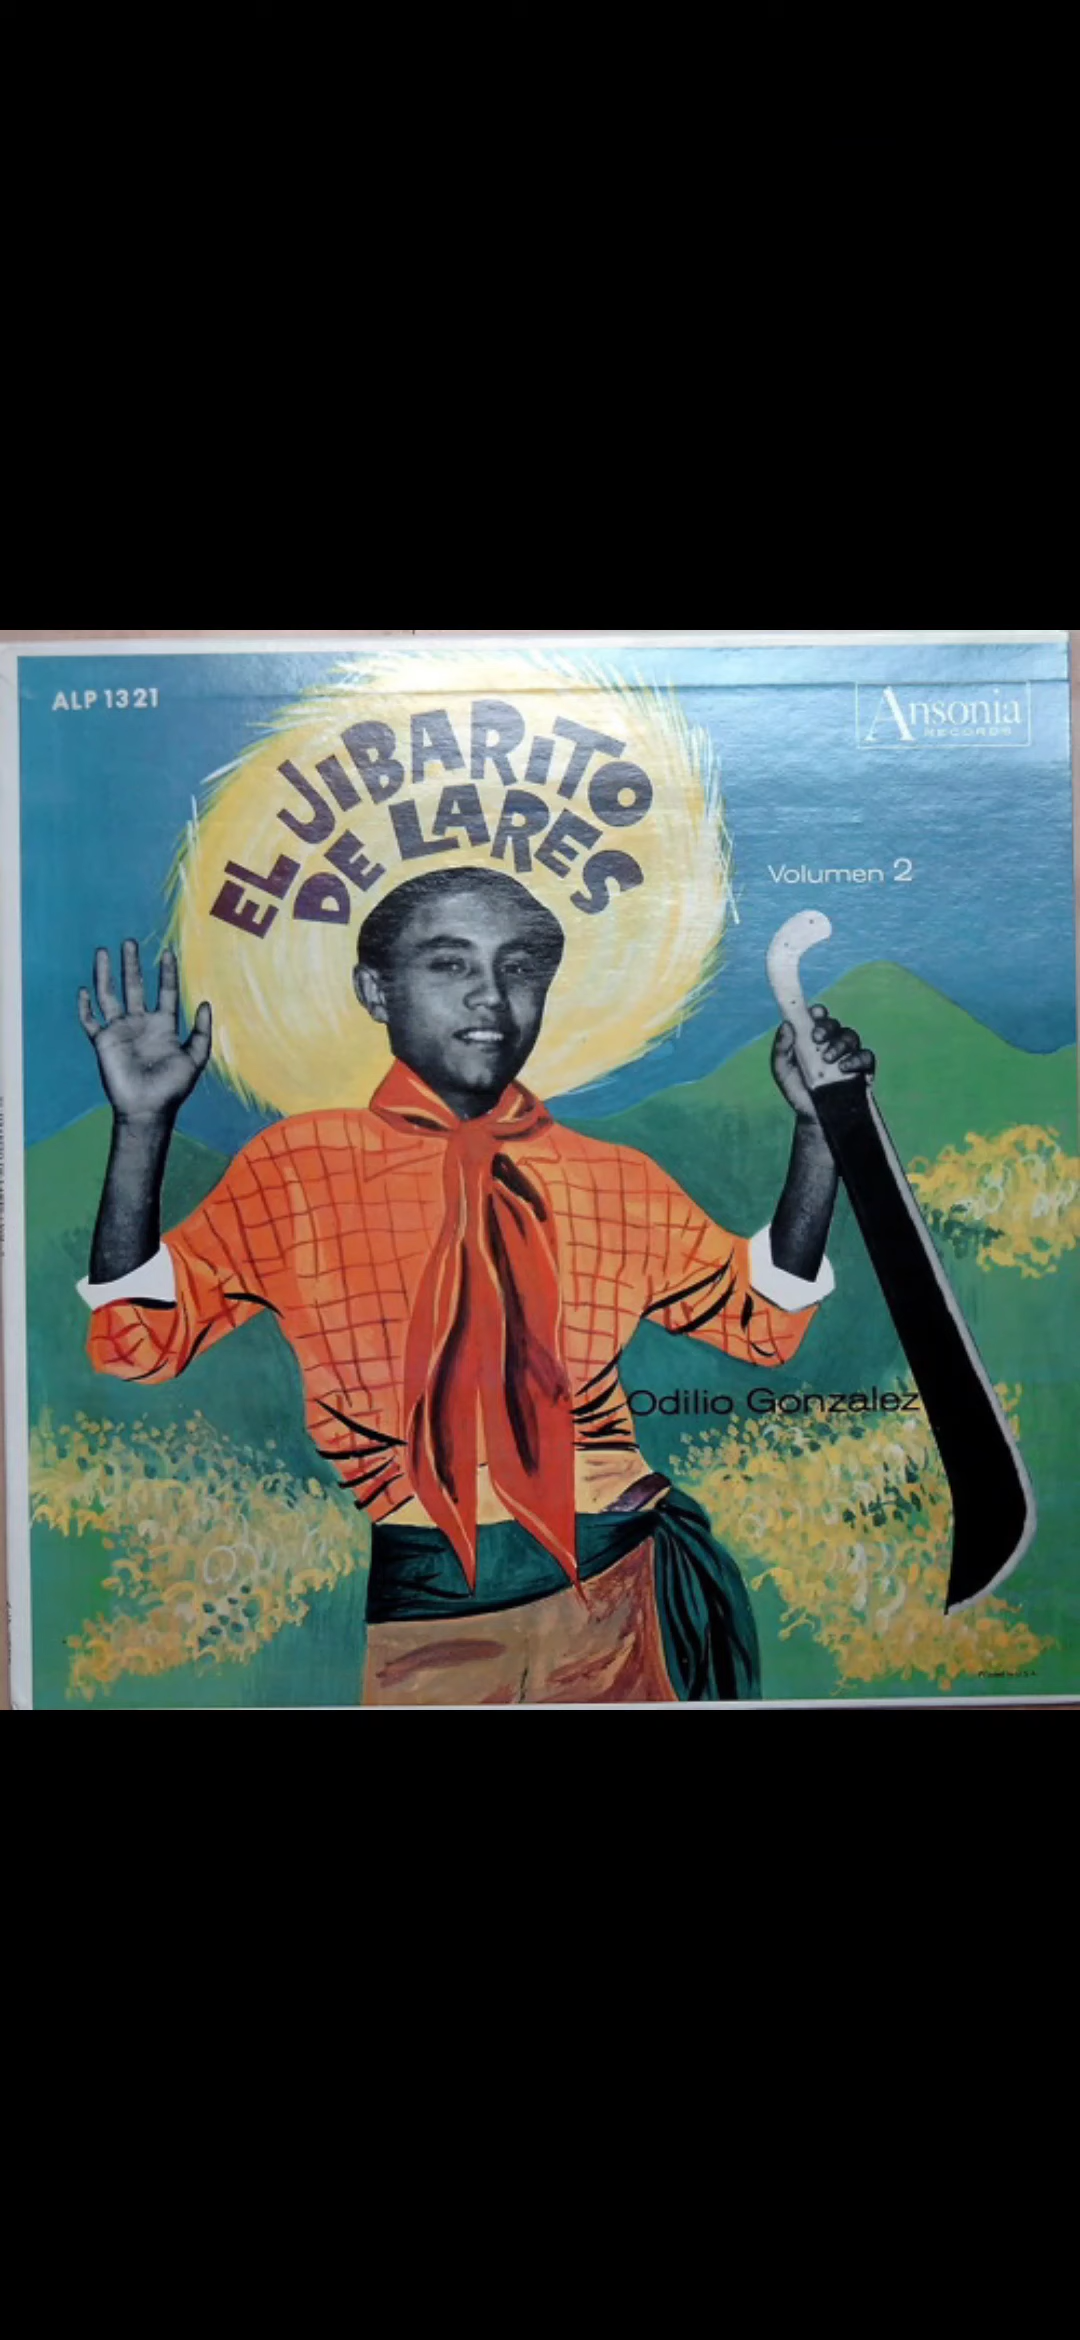 ALP 1321
Ansonia
RECORDS
EL JIBARITO
DE LARES
Volumen 2
Odilio Gonzalez